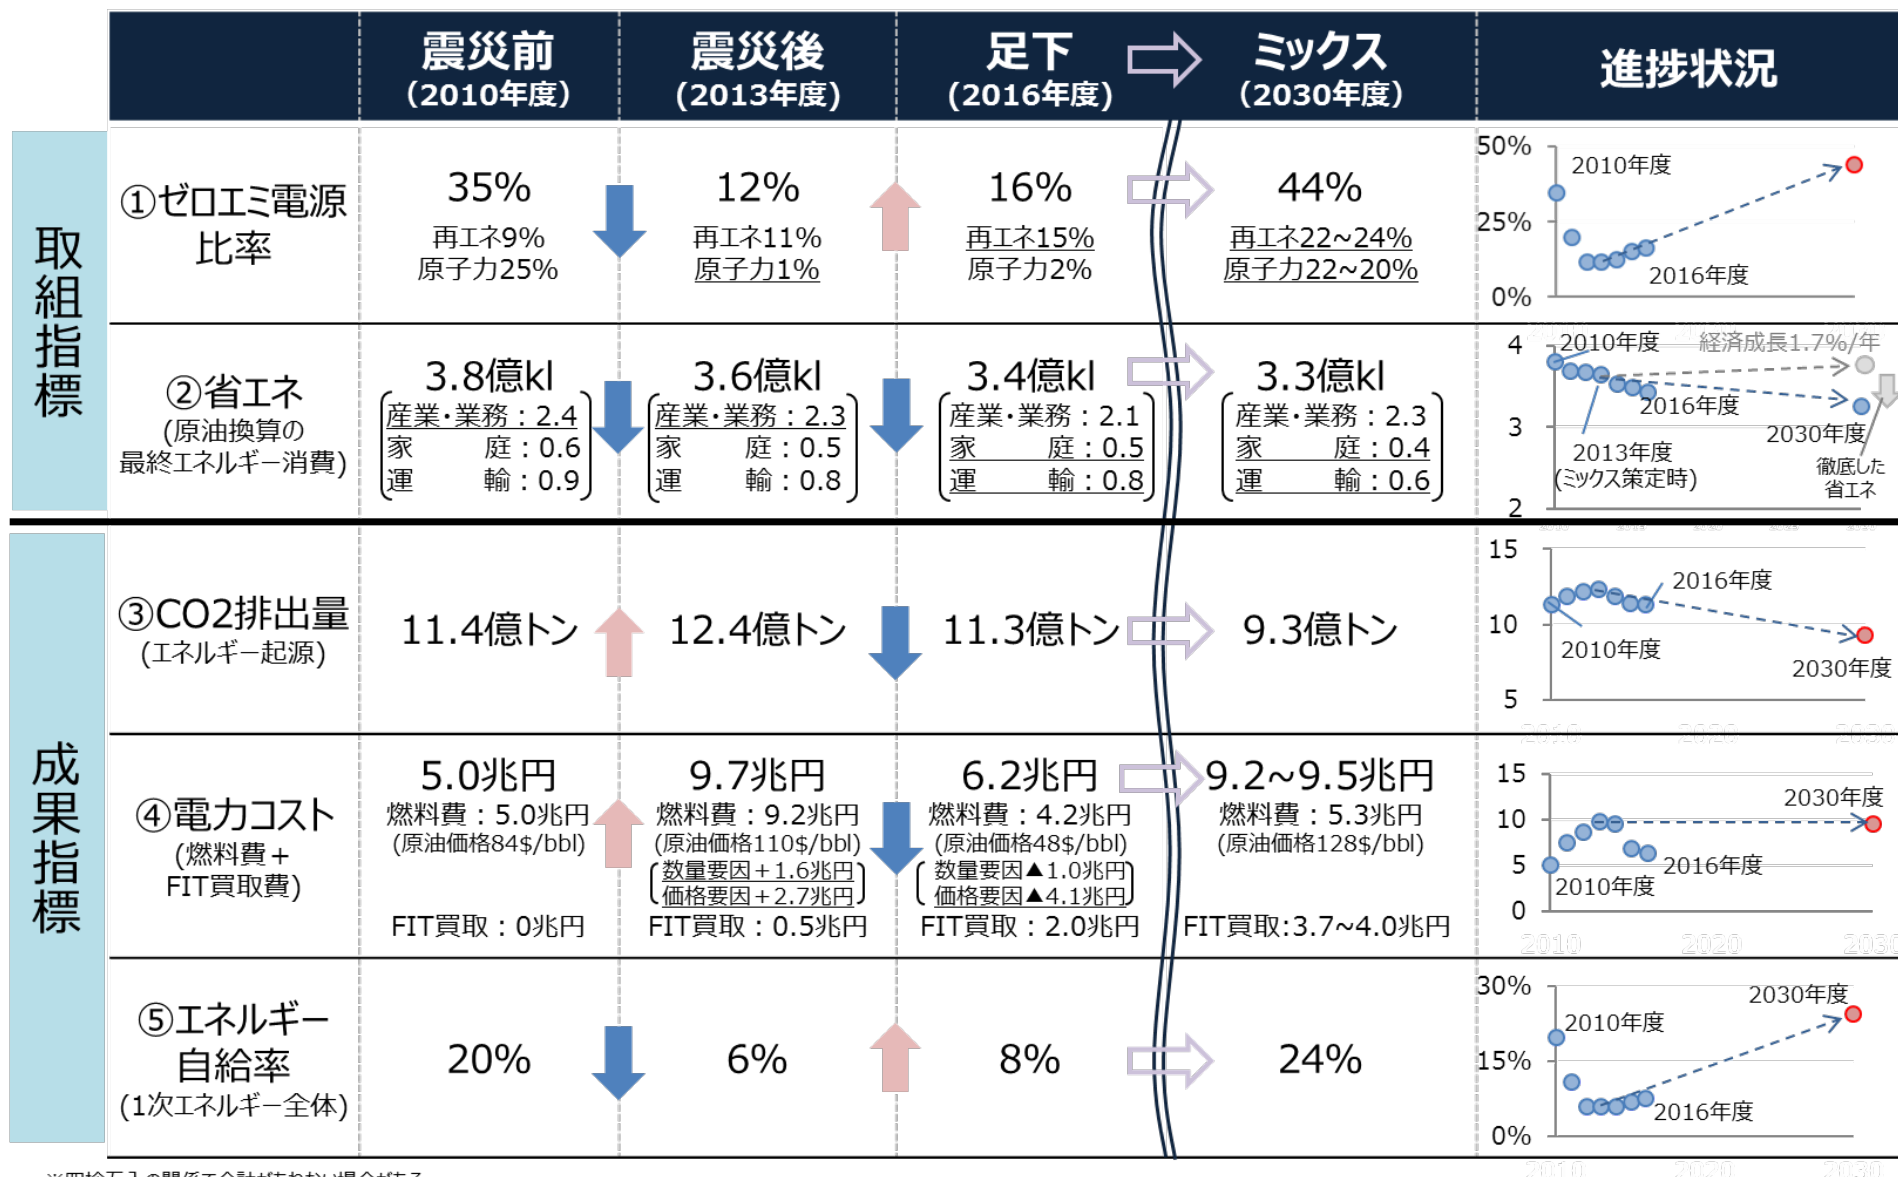 震災前
(2010年度)
震災後
(2013年度)
足下
(2016年度)
ミックス
(2030年度)
進捗状況
取組指標
①ゼロエミ電源
比率
35%
再エネ9%
原子力25%
12%
再エネ11%
原子力1%
16%
再エネ15%
原子力2%
44%
再エネ22~24%
原子力22~20%
50%
25%
0%
2010年度
2016年度
②省エネ
(原油換算の
最終エネルギー消費)
3.8億kl
産業・業務：2.4
家 庭：0.6
運 輸：0.9
3.6億kl
産業・業務：2.3
家 庭：0.5
運 輸：0.8
3.4億kl
産業・業務：2.1
家 庭：0.5
運 輸：0.8
3.3億kl
産業・業務：2.3
家 庭：0.4
運 輸：0.6
4
3
2
2010年度
経済成長1.7%/年
2016年度
2030年度
2013年度
(ミックス策定時)
徹底した
省エネ
成果指標
③CO2排出量
(エネルギー起源)
11.4億トン
12.4億トン
11.3億トン
9.3億トン
15
10
5
2016年度
2010年度
2030年度
2010
2020
2030
④電力コスト
(燃料費＋
FIT買取費)
5.0兆円
燃料費：5.0兆円
(原油価格84$/bbl)
FIT買取：0兆円
9.7兆円
燃料費：9.2兆円
(原油価格110$/bbl)
数量要因＋1.6兆円
価格要因＋2.7兆円
FIT買取：0.5兆円
6.2兆円
燃料費：4.2兆円
(原油価格48$/bbl)
数量要因▲1.0兆円
価格要因▲4.1兆円
FIT買取：2.0兆円
9.2~9.5兆円
燃料費：5.3兆円
(原油価格128$/bbl)
FIT買取:3.7~4.0兆円
15
10
5
0
2030年度
2016年度
2010年度
2010
2020
2030
⑤エネルギー
自給率
(1次エネルギー全体)
20%
6%
8%
24%
30%
15%
0%
2030年度
2010年度
2016年度
2010
2020
2030